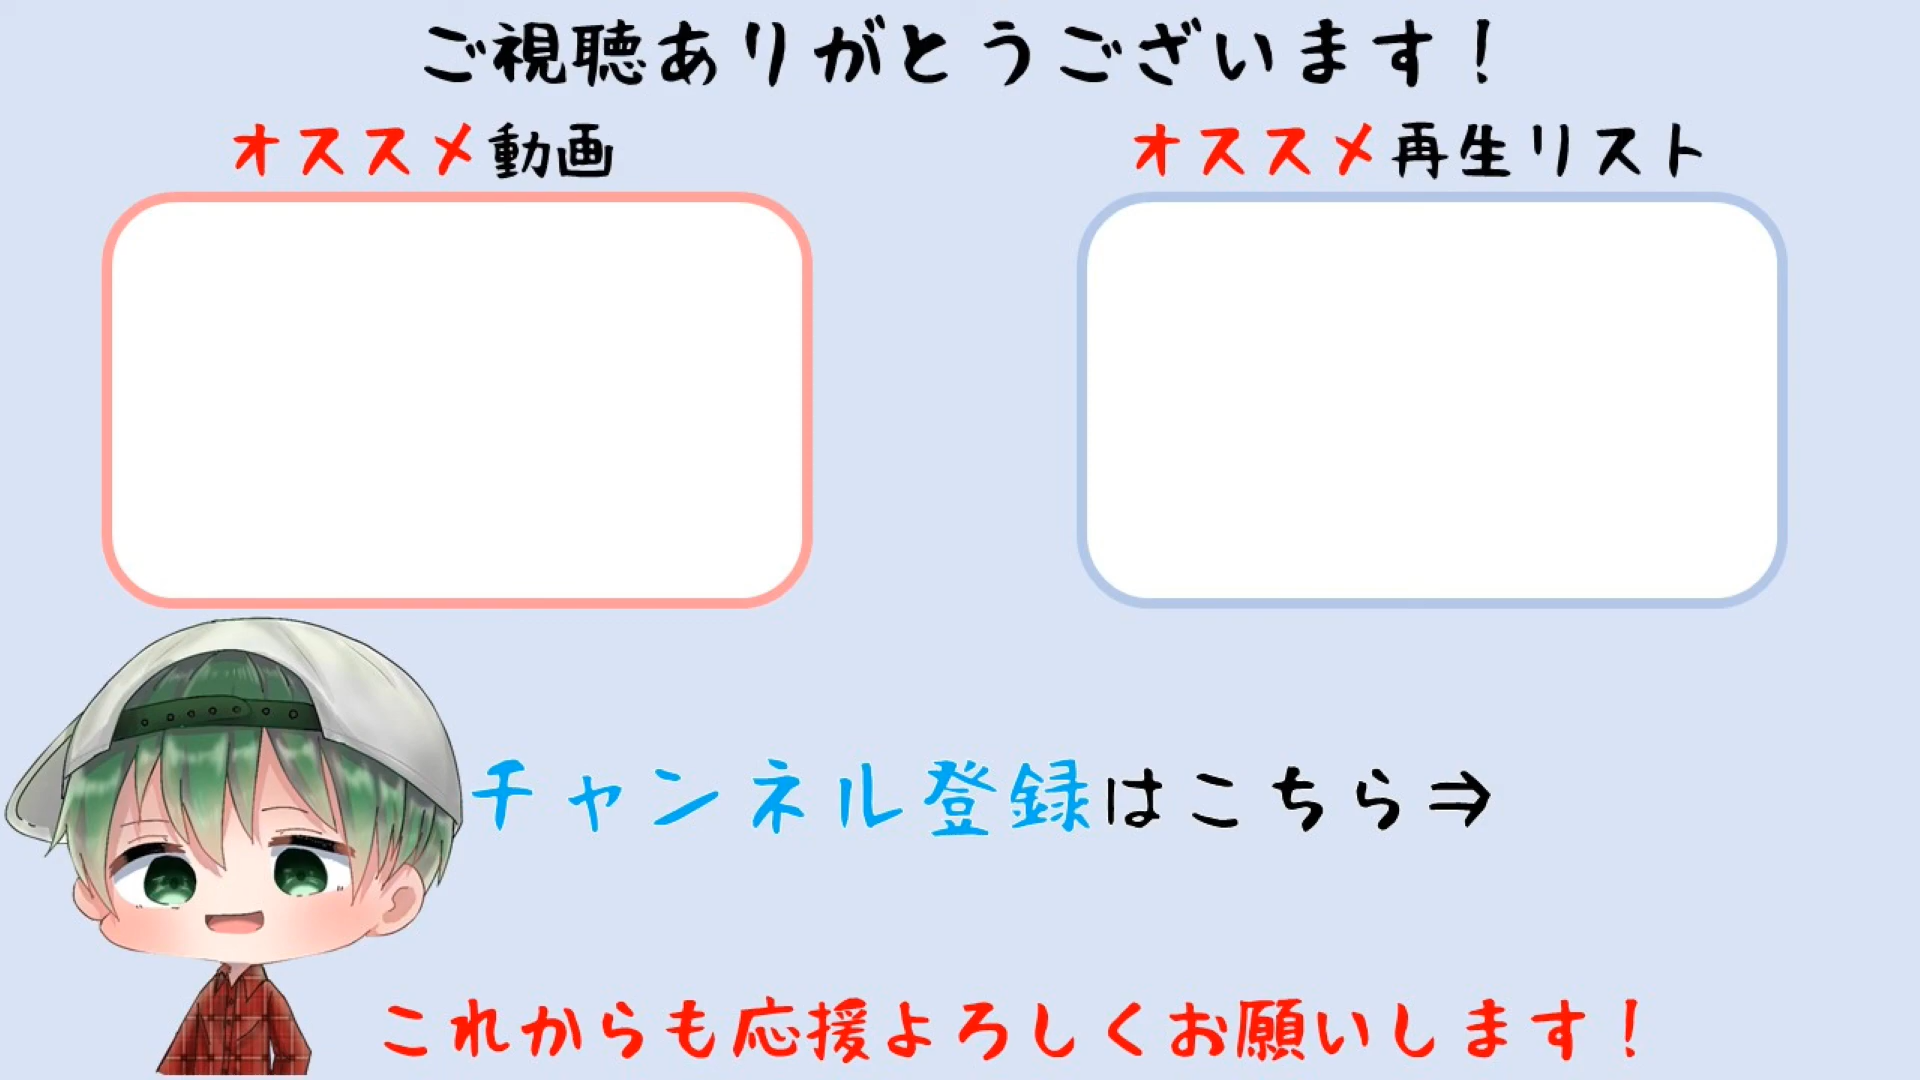 ご視聴ありがとうございます！
オススメ動画
オススメ再生リスト
チャンネル登録はこちら⇒
これからも応援よろしくお願いします！